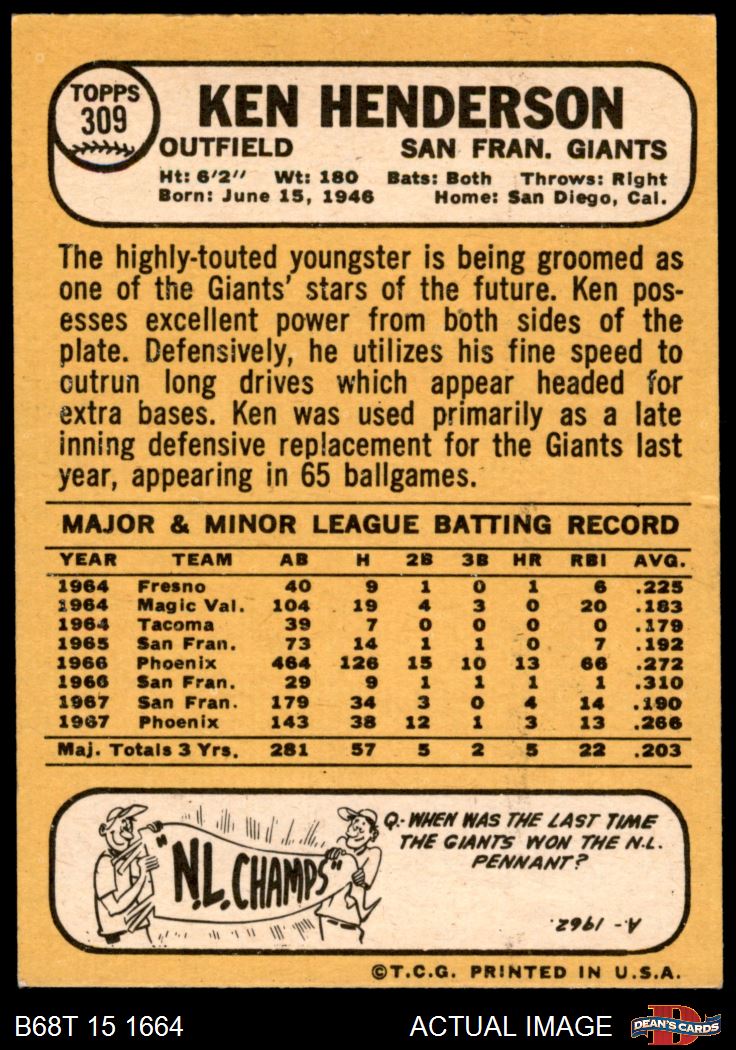 TOPPS
309
KEN HENDERSON
OUTFIELD SAN FRAN. GIANTS
Ht: 6'2" Wt: 180 Bats: Both Throws: Right
Born: June 15, 1946 Home: San Diego, Cal.
The highly-touted youngster is being groomed as
one of the Giants' stars of the future. Ken pos-
esses excellent power from both sides of the
plate. Defensively, he utilizes his fine speed to
outrun long drives which appear headed for
extra bases. Ken was used primarily as a late
inning defensive replacement for the Giants last
year, appearing in 65 ballgames.
MAJOR & MINOR LEAGUE BATTING RECORD
YEAR TEAM AB H 2B 3B HR RBI AVG.
1964 Fresno 40 9 1 0 1 6 .225
1964 Magic Val. 104 19 4 3 0 20 .183
1964 Tacoma 39 7 0 0 0 0 .179
1965 San Fran. 73 14 1 1 0 7 .192
1966 Phoenix 464 126 15 10 13 66 .272
1966 San Fran. 29 9 1 1 1 1 .310
1967 San Fran. 179 34 3 0 4 14 .190
1967 Phoenix 143 38 12 1 3 13 .266
Maj. Totals 3 Yrs. 281 57 5 2 5 22 .203
"N.L. CHAMPS"
Q.- WHEN WAS THE LAST TIME
THE GIANTS WON THE N.L.
PENNANT?
A.- 1962.
©T.C.G. PRINTED IN U.S.A.
B68T 15 1664 ACTUAL IMAGE DEAN'S CARDS